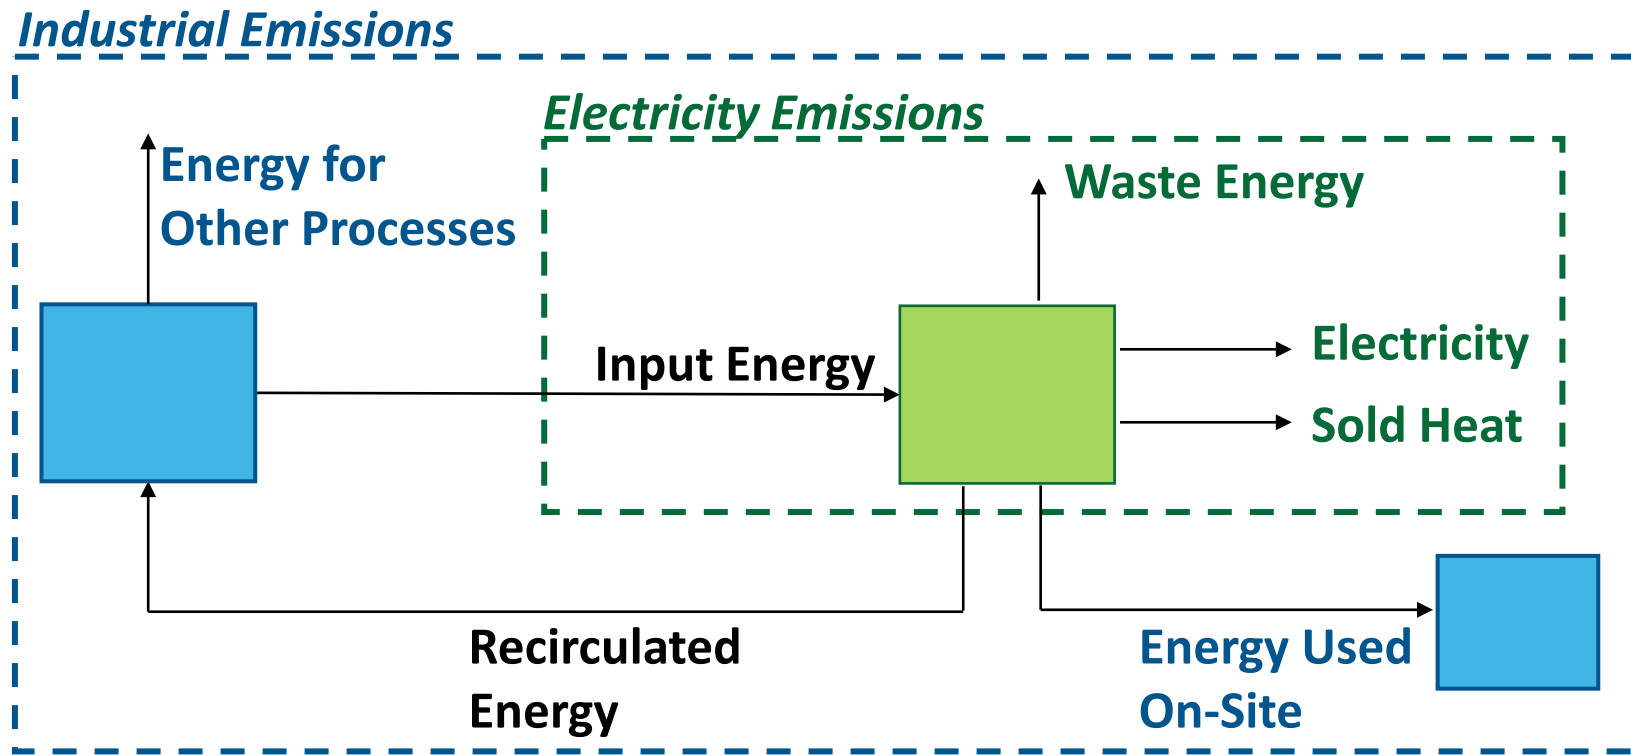 Industrial Emissions
Electricity Emissions
Energy for
Other Processes
Waste Energy
Input Energy
Electricity
Sold Heat
Recirculated
Energy
Energy Used
On-Site